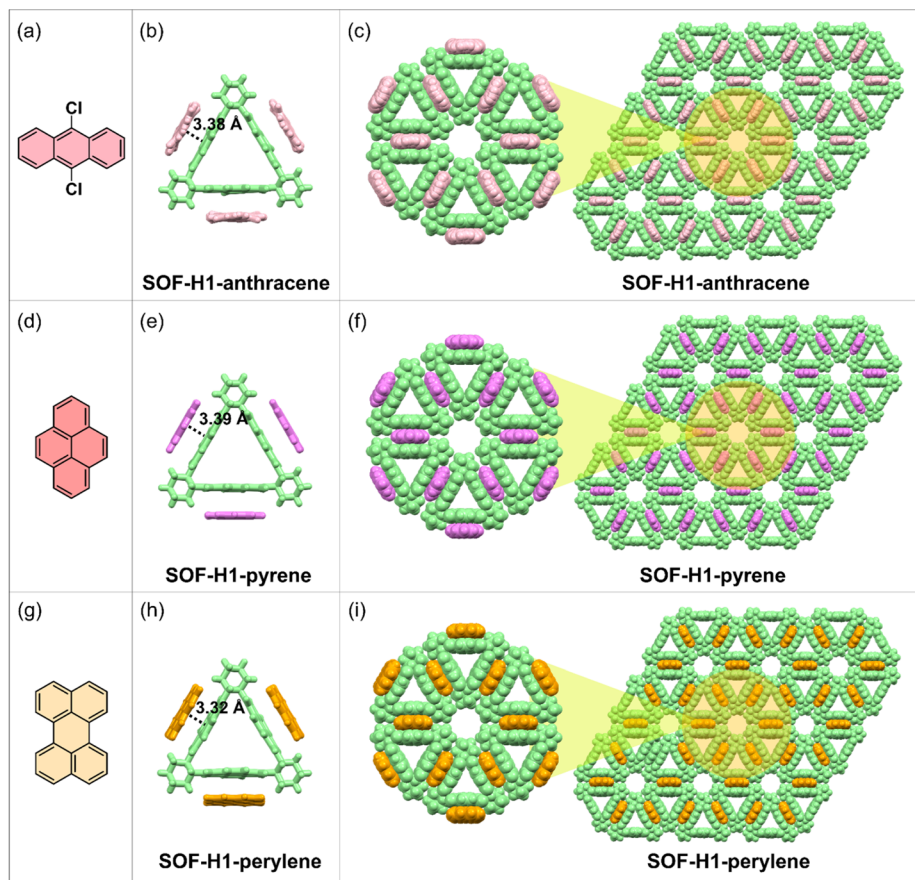 (a)
(b)
(c)
Cl
Cl
3.38 Å
SOF-H1-anthracene
SOF-H1-anthracene
(d)
(e)
(f)
3.39 Å
SOF-H1-pyrene
SOF-H1-pyrene
(g)
(h)
(i)
3.32 Å
SOF-H1-perylene
SOF-H1-perylene